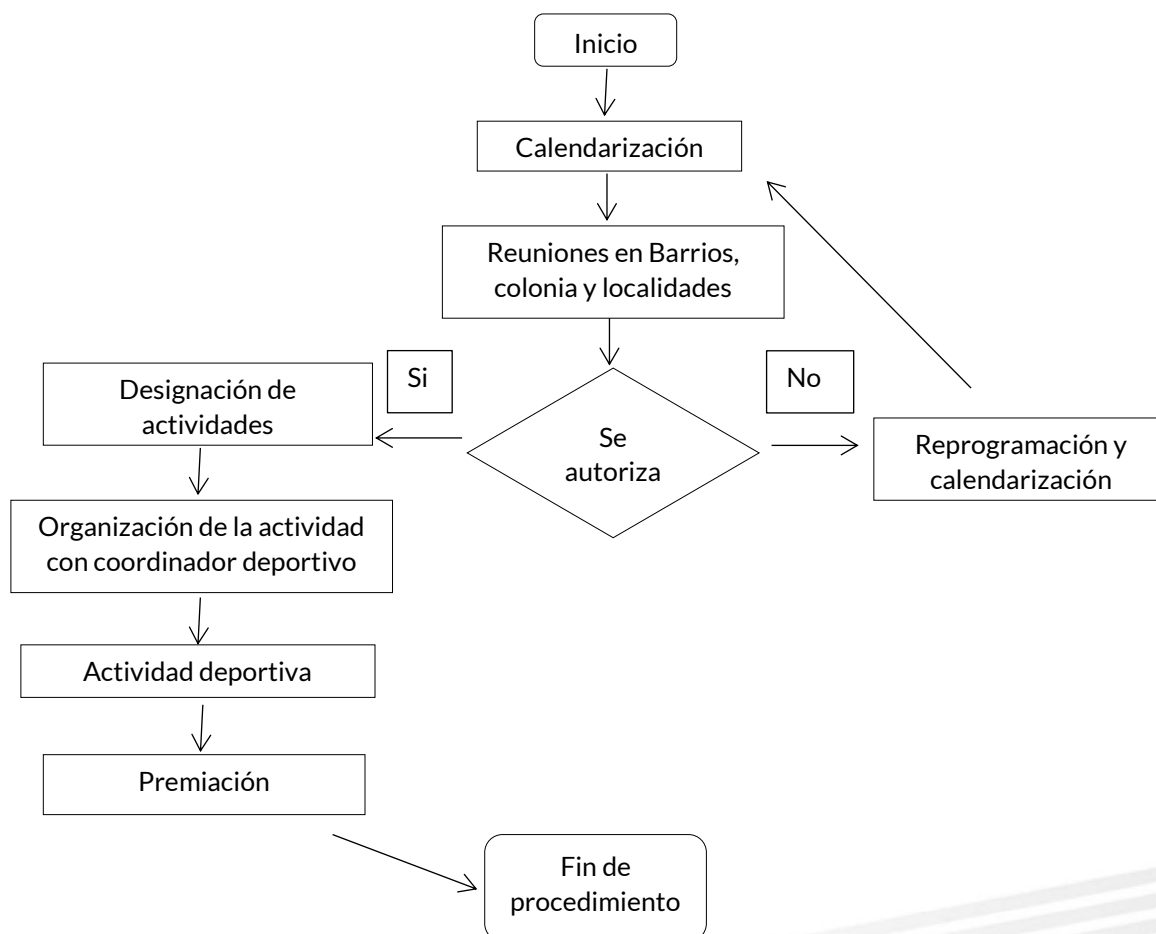 Inicio
Calendarización
Reuniones en Barrios,
colonia y localidades
Si
No
Designación de
actividades
Se
autoriza
Reprogramación y
calendarización
Organización de la actividad
con coordinador deportivo
Actividad deportiva
Premiación
Fin de
procedimiento